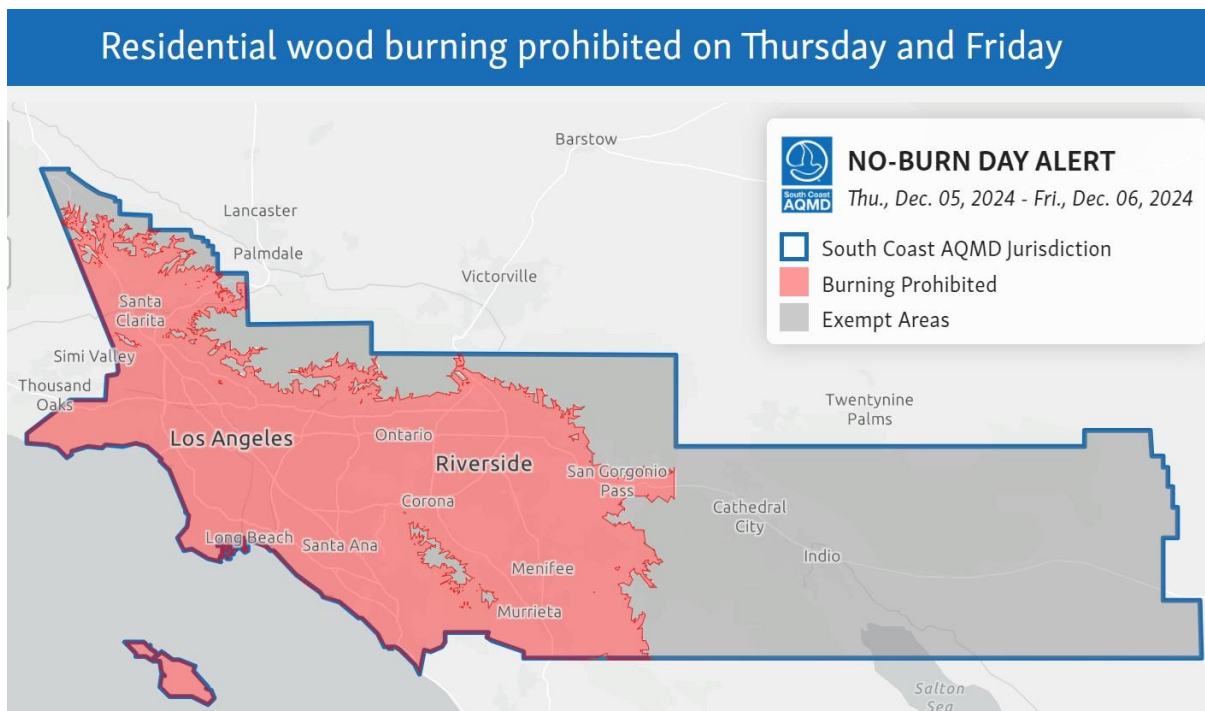 Residential wood burning prohibited on Thursday and Friday
South Coast
AQMD
NO-BURN DAY ALERT
Thu., Dec. 05, 2024 - Fri., Dec. 06, 2024
South Coast AQMD Jurisdiction
Burning Prohibited
Exempt Areas
Barstow
Lancaster
Palmdale
Victorville
Santa
Clarita
Simi Valley
Thousand
Oaks
Twentynine
Palms
Los Angeles
Ontario
Riverside
San Gorgonio
Pass
Corona
Cathedral
City
Long Beach
Santa Ana
Indio
Menifee
Murrieta
Salton
Sea